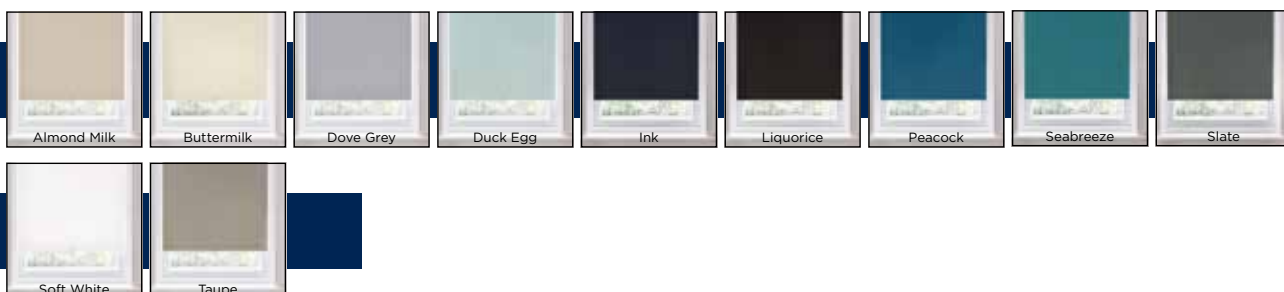 Almond Milk
Buttermilk
Dove Grey
Duck Egg
Ink
Liquorice
Peacock
Seabreeze
Slate
Soft White
Taupe